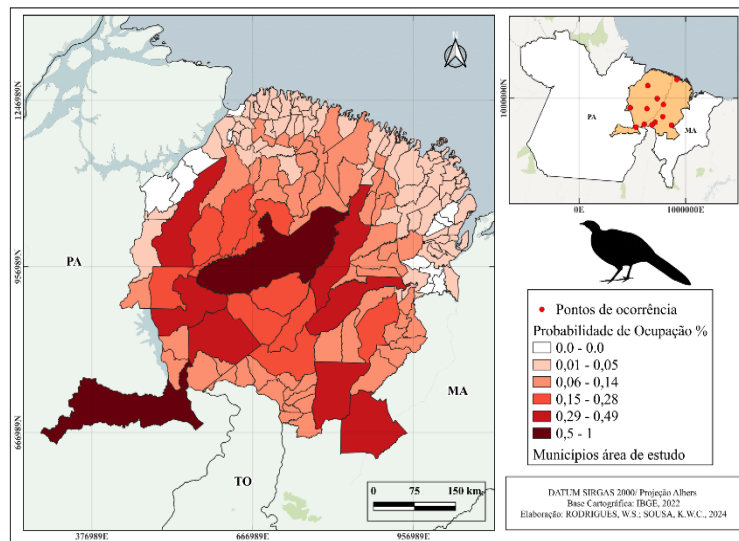 N
1246989N
956989N
666989N
PA
MA
TO
0 75 150 km
376989E 666989E 956989E
1000000N
PA
MA
0E 1000000E
Pontos de ocorrência
Probabilidade de Ocupação %
0.0 - 0.0
0,01 - 0,05
0,06 - 0,14
0,15 - 0,28
0,29 - 0,49
0,5 - 1
Municípios área de estudo
DATUM SIRGAS 2000/ Projeção Albers
Base Cartográfica: IBGE, 2022
Elaboração: RODRIGUES, W.S.; SOUSA, K.W.C., 2024